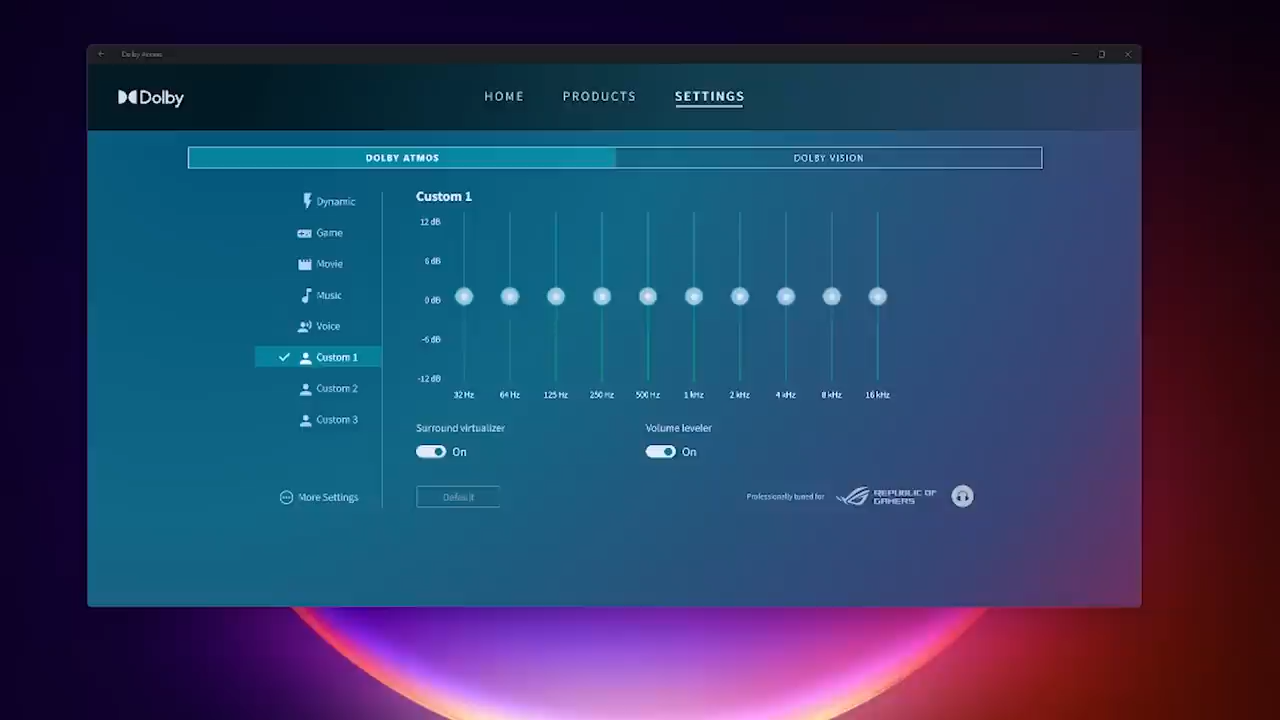 Dolby Access
Dolby
HOME
PRODUCTS
SETTINGS
DOLBY ATMOS
DOLBY VISION
Dynamic
Game
Movie
Music
Voice
Custom 1
Custom 2
Custom 3
More Settings
Custom 1
12 dB
6 dB
0 dB
-6 dB
-12 dB
32 Hz
64 Hz
125 Hz
250 Hz
500 Hz
1 kHz
2 kHz
4 kHz
8 kHz
16 kHz
Surround virtualizer
On
Volume leveler
On
Default
Professionally tuned for
REPUBLIC OF
GAMERS